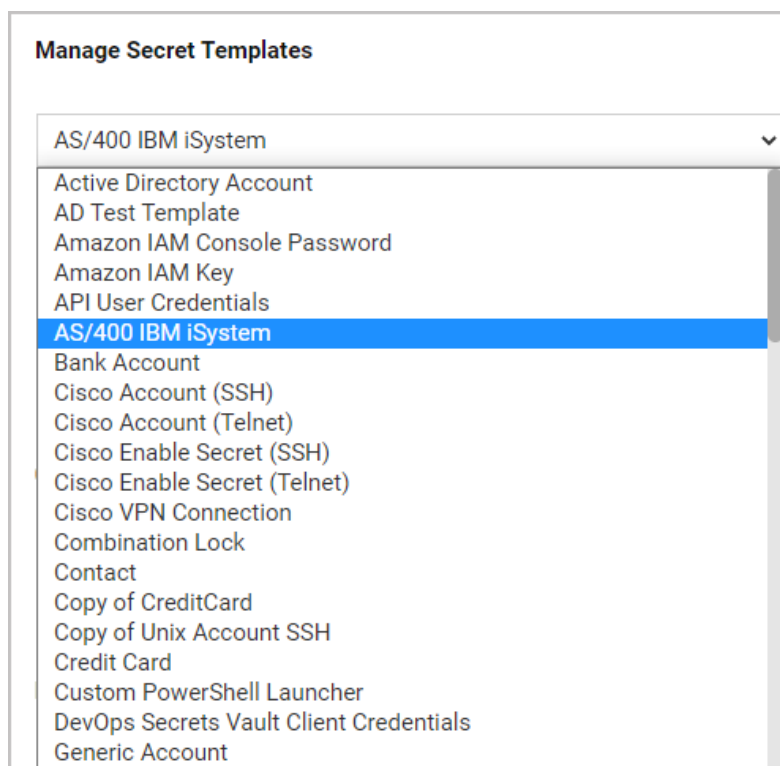 Manage Secret Templates
AS/400 IBM iSystem
Active Directory Account
AD Test Template
Amazon IAM Console Password
Amazon IAM Key
API User Credentials
AS/400 IBM iSystem
Bank Account
Cisco Account (SSH)
Cisco Account (Telnet)
Cisco Enable Secret (SSH)
Cisco Enable Secret (Telnet)
Cisco VPN Connection
Combination Lock
Contact
Copy of CreditCard
Copy of Unix Account SSH
Credit Card
Custom PowerShell Launcher
DevOps Secrets Vault Client Credentials
Generic Account